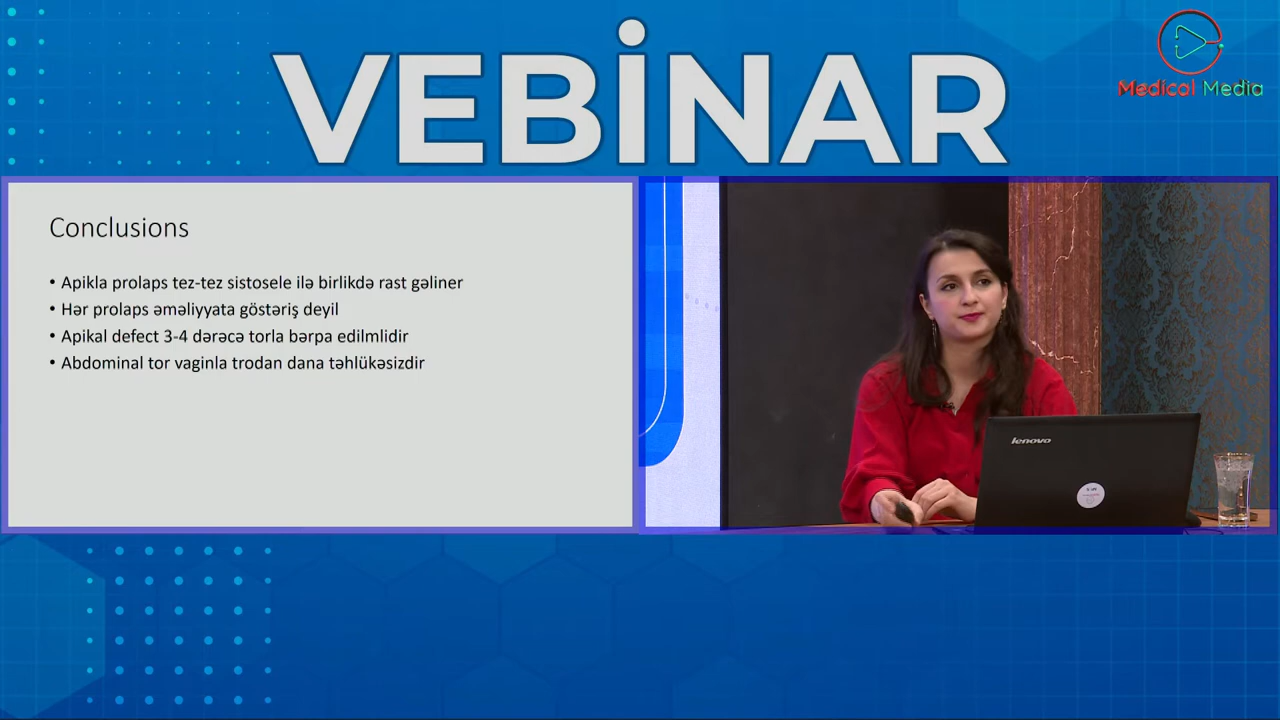 VEBİNAR
Medical Media
Conclusions
• Apikla prolaps tez-tez sistosele ilə birlikdə rast gəliner
• Hər prolaps əməliyyata göstəriş deyil
• Apikal defect 3-4 dərəcə torla bərpa edilmlidir
• Abdominal tor vaginla trodan dana təhlükəsizdir
lenovo